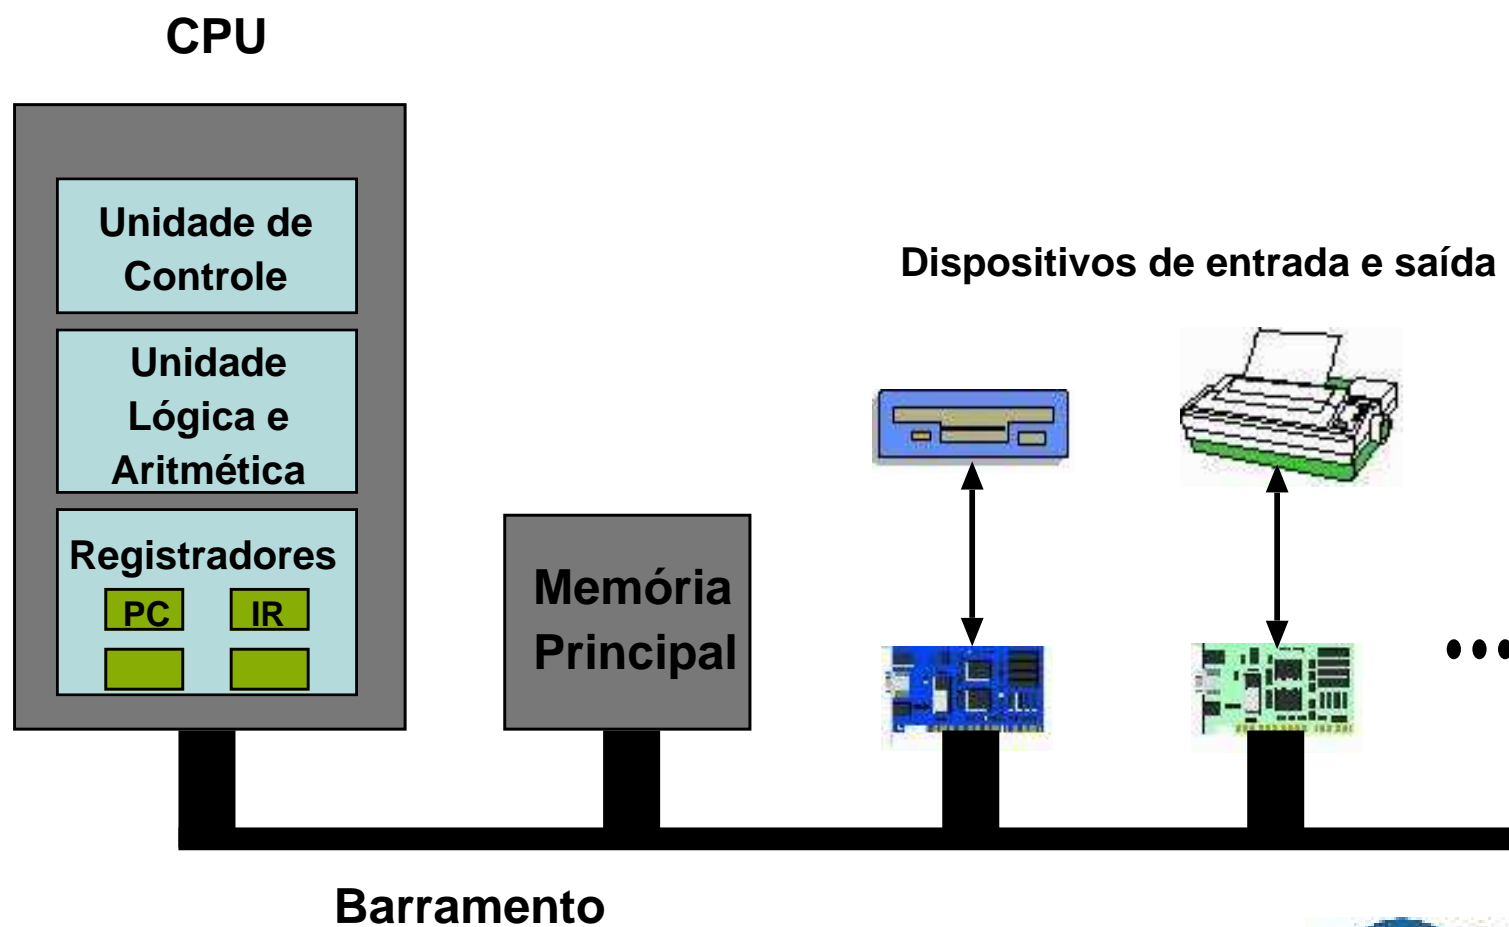 CPU
Unidade de
Controle
Unidade
Lógica e
Aritmética
Registradores
PC
IR
Memória
Principal
Dispositivos de entrada e saída
Barramento